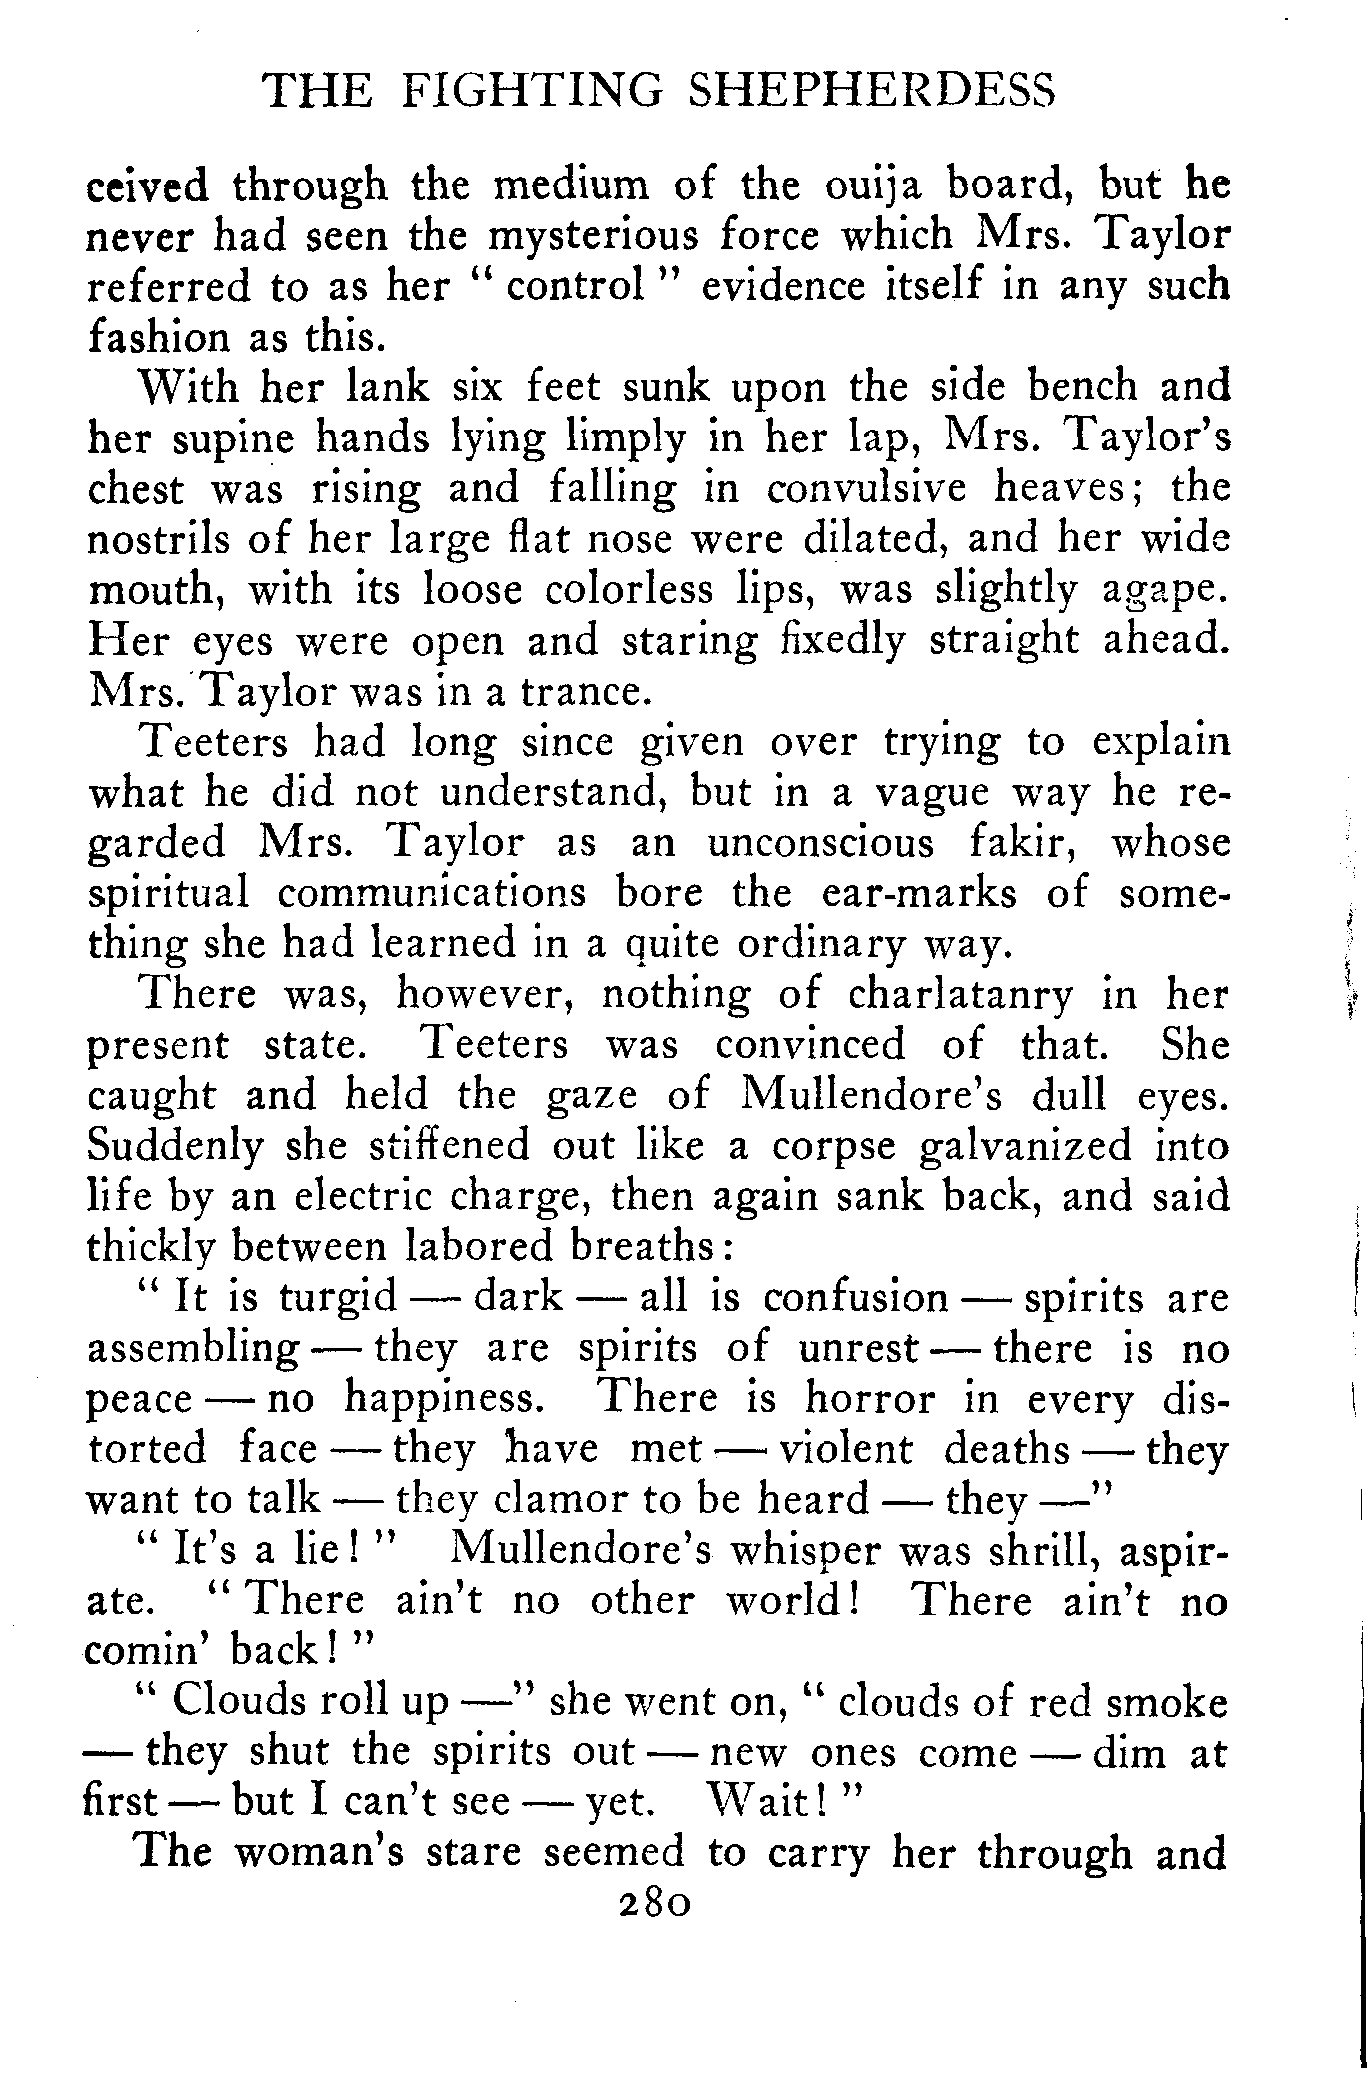 THE FIGHTING SHEPHERDESS
ceived through the medium of the ouija board, but he
never had seen the mysterious force which Mrs. Taylor
referred to as her " control " evidence itself in any such
fashion as this.
With her lank six feet sunk upon the side bench and
her supine hands lying limply in her lap, Mrs. Taylor's
chest was rising and falling in convulsive heaves; the
nostrils of her large flat nose were dilated, and her wide
mouth, with its loose colorless lips, was slightly agape.
Her eyes were open and staring fixedly straight ahead.
Mrs. Taylor was in a trance.
Teeters had long since given over trying to explain
what he did not understand, but in a vague way he re-
garded Mrs. Taylor as an unconscious fakir, whose
spiritual communications bore the ear-marks of some-
thing she had learned in a quite ordinary way.
There was, however, nothing of charlatanry in her
present state. Teeters was convinced of that. She
caught and held the gaze of Mullendore's dull eyes.
Suddenly she stiffened out like a corpse galvanized into
life by an electric charge, then again sank back, and said
thickly between labored breaths:
" It is turgid — dark — all is confusion — spirits are
assembling — they are spirits of unrest — there is no
peace — no happiness. There is horror in every dis-
torted face — they have met — violent deaths — they
want to talk — they clamor to be heard — they —"
" It's a lie! " Mullendore's whisper was shrill, aspir-
ate. " There ain't no other world! There ain't no
comin' back! "
" Clouds roll up —" she went on, " clouds of red smoke
— they shut the spirits out — new ones come — dim at
first — but I can't see — yet. Wait! "
The woman's stare seemed to carry her through and
280